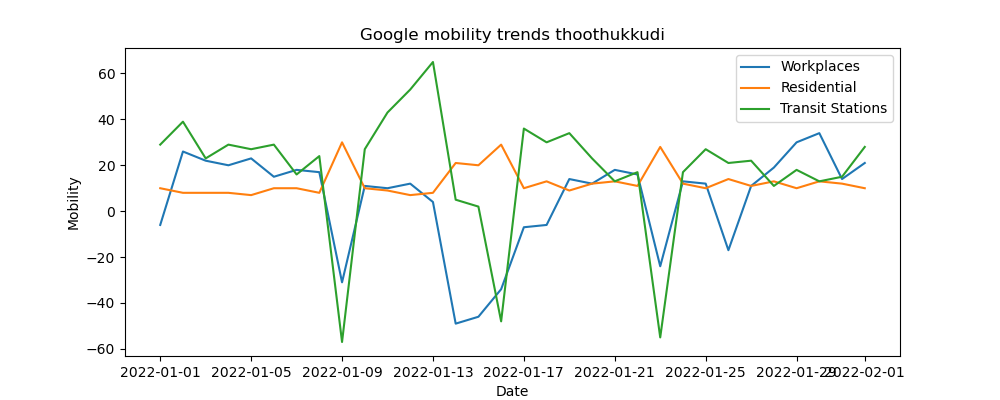 Google mobility trends thoothukkudi
Workplaces
Residential
Transit Stations
60
40
20
0
−20
−40
−60
Mobility
2022-01-01 2022-01-05 2022-01-09 2022-01-13 2022-01-17 2022-01-21 2022-01-25 2022-01-29 2022-02-01
Date